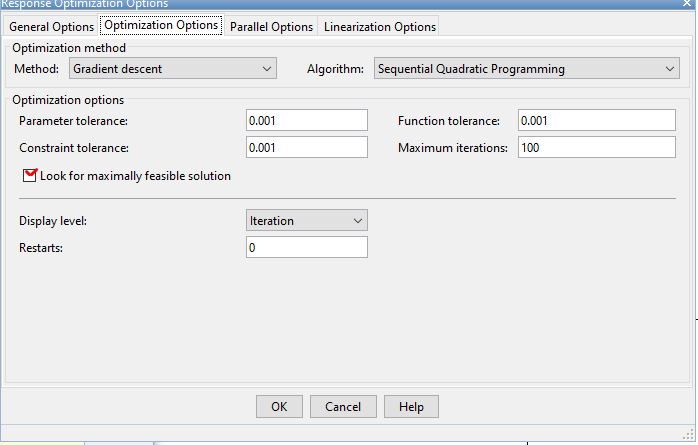 Response Optimization Options
General Options Optimization Options Parallel Options Linearization Options
Optimization method
Method: Gradient descent Algorithm: Sequential Quadratic Programming
Optimization options
Parameter tolerance: 0.001 Function tolerance: 0.001
Constraint tolerance: 0.001 Maximum iterations: 100
Look for maximally feasible solution
Display level: Iteration
Restarts: 0
OK Cancel Help